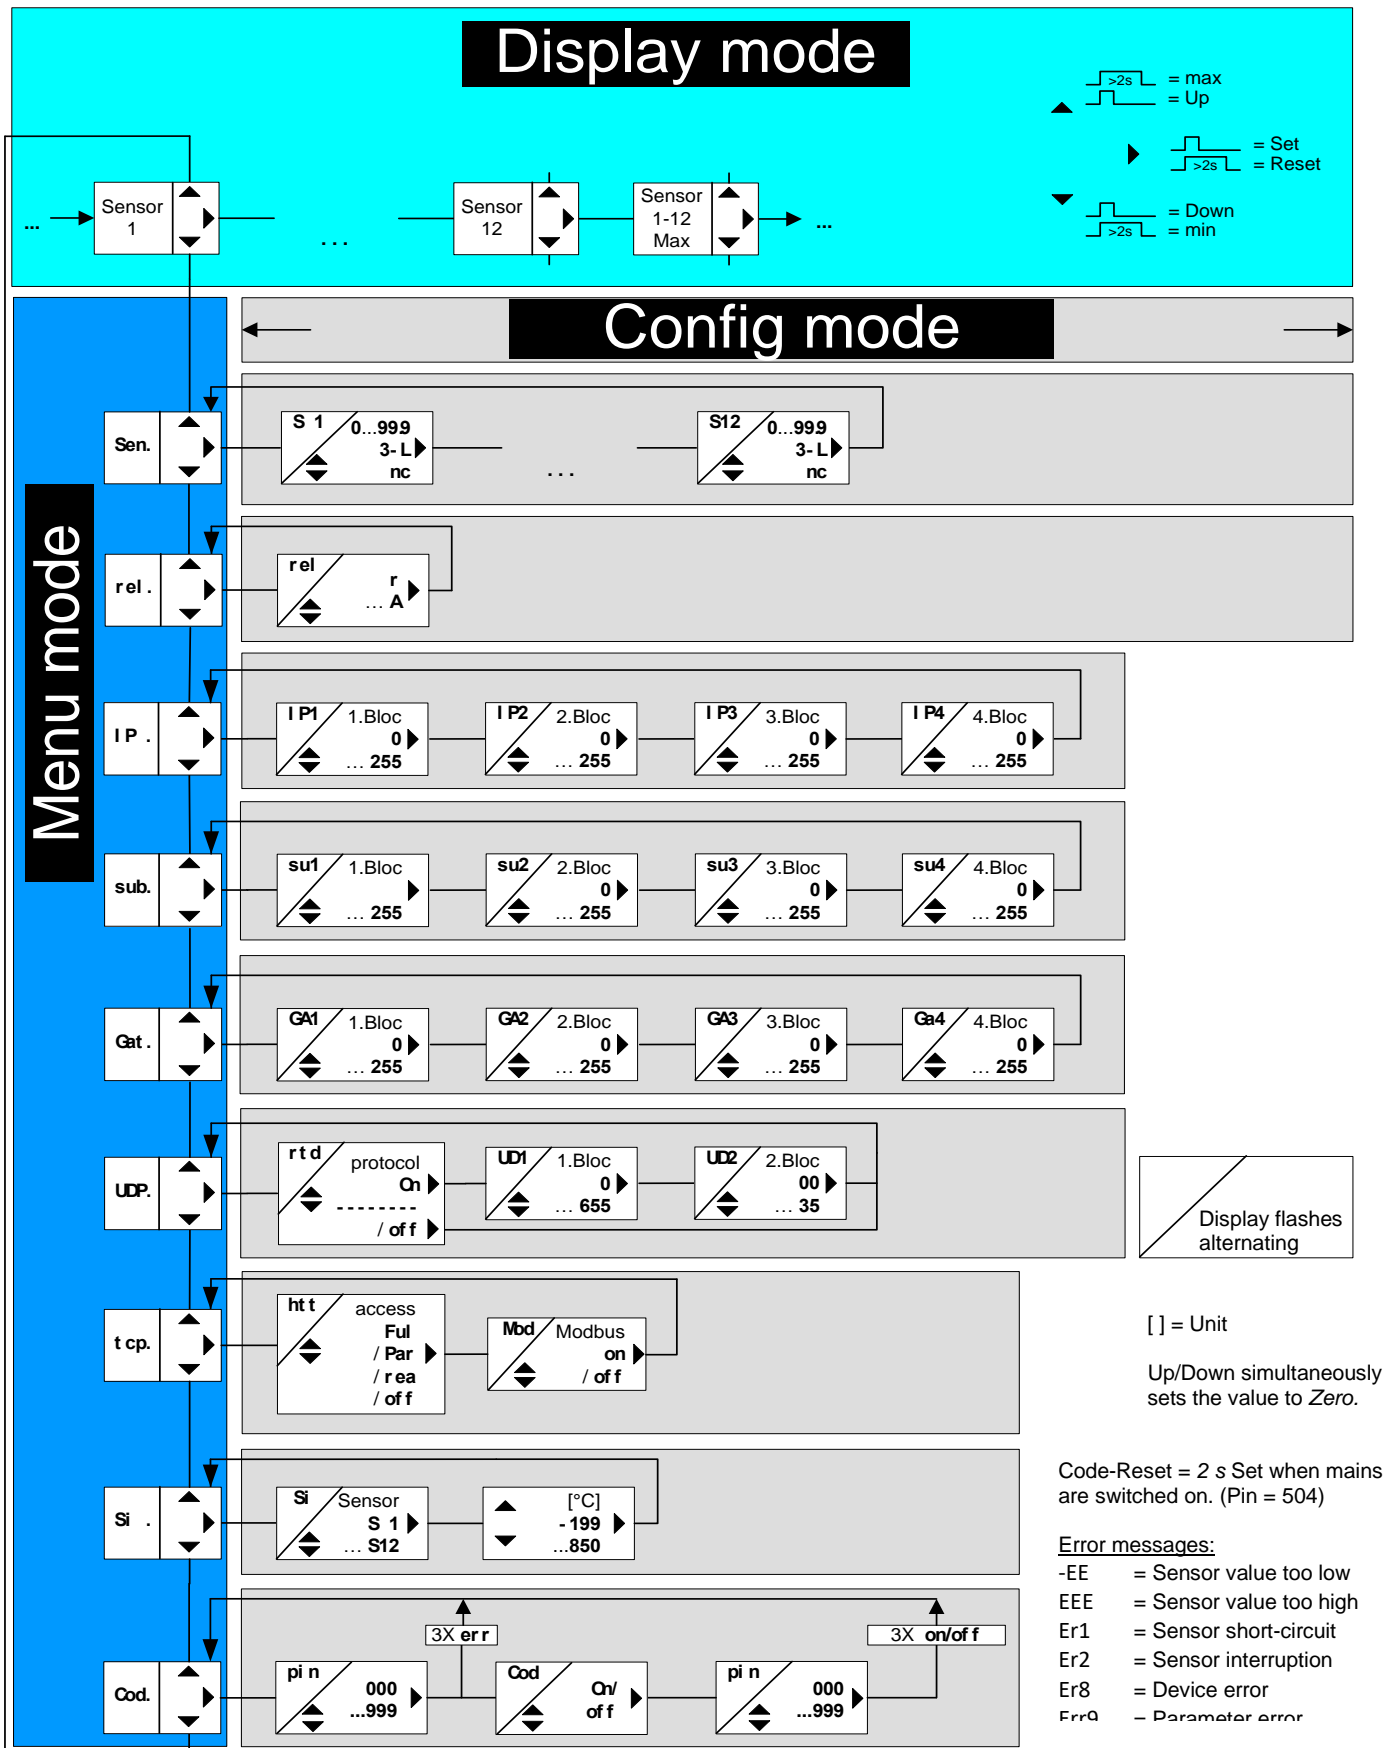 Display mode
>2s = max
= Up
= Set
>2s = Reset
= Down
>2s = min
... Sensor 1 ... Sensor 12 Sensor 1-12 Max ...
Menu mode
Config mode
Sen.
S 1 0...99.9 3-L nc
...
S12 0...99.9 3-L nc
rel.
rel r ... A
IP.
IP1 1.Bloc 0 ... 255
IP2 2.Bloc 0 ... 255
IP3 3.Bloc 0 ... 255
IP4 4.Bloc 0 ... 255
sub.
su1 1.Bloc ... 255
su2 2.Bloc 0 ... 255
su3 3.Bloc 0 ... 255
su4 4.Bloc 0 ... 255
Gat.
GA1 1.Bloc 0 ... 255
GA2 2.Bloc 0 ... 255
GA3 3.Bloc 0 ... 255
Ga4 4.Bloc 0 ... 255
UDP.
rtd protocol On -------- / off
UD1 1.Bloc 0 ... 655
UD2 2.Bloc 00 ... 35
Display flashes
alternating
tcp.
htt access Ful / Par / rea / off
Mod Modbus on / off
[ ] = Unit
Up/Down simultaneously
sets the value to Zero.
Si .
Si Sensor S 1 ... S12
[°C] -199 ...850
Code-Reset = 2 s Set when mains
are switched on. (Pin = 504)
Error messages:
-EE = Sensor value too low
EEE = Sensor value too high
Er1 = Sensor short-circuit
Er2 = Sensor interruption
Er8 = Device error
Err9 = Parameter error
Cod.
pin 000 ...999
3X err
Cod On/ off
pin 000 ...999
3X on/off